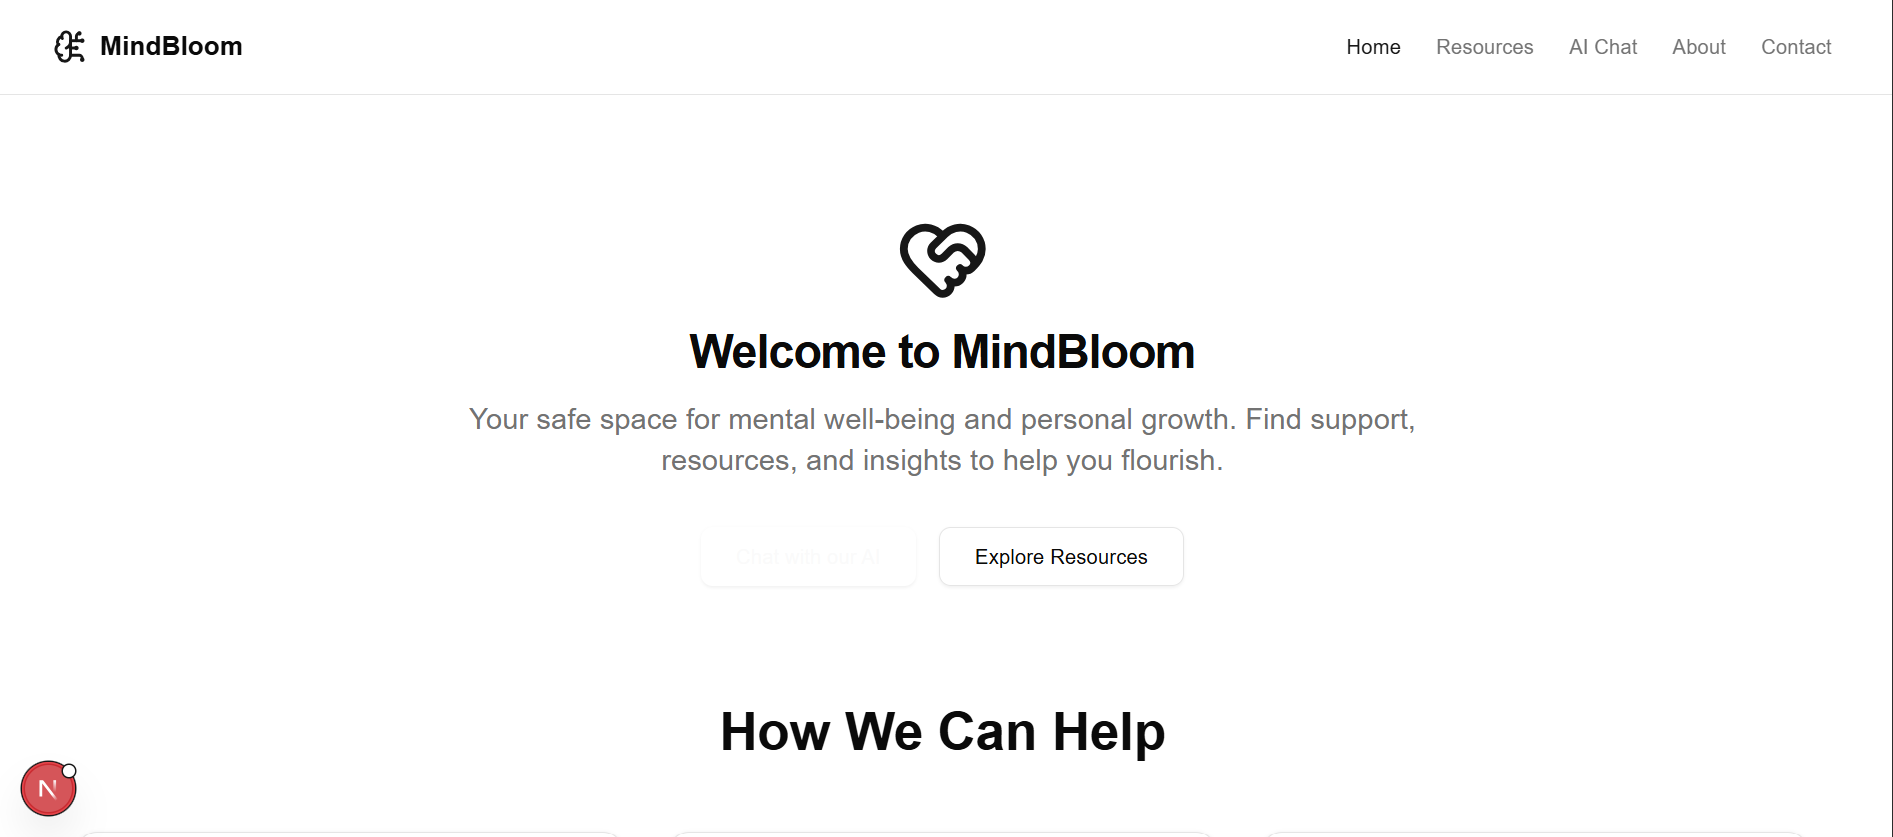 MindBloom
Home Resources AI Chat About Contact
Welcome to MindBloom
Your safe space for mental well-being and personal growth. Find support,
resources, and insights to help you flourish.
Chat with our AI Explore Resources
How We Can Help
N